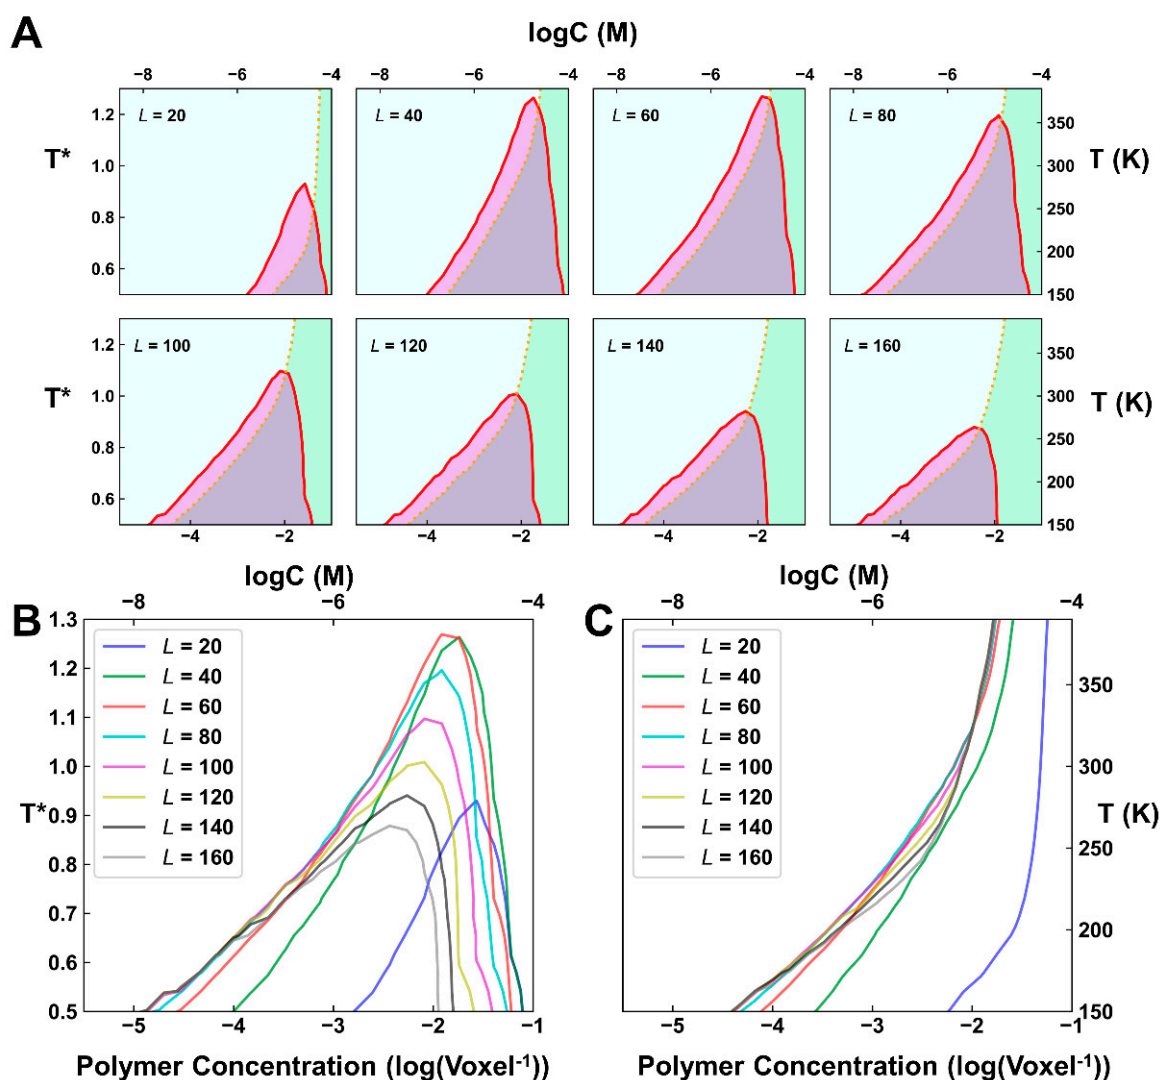 A
logC (M)
−8 −6 −4 −8 −6 −4 −8 −6 −4 −8 −6 −4
L = 20 L = 40 L = 60 L = 80
1.2
1.0
0.8
0.6
T*
350
300
250
200
150
T (K)
L = 100 L = 120 L = 140 L = 160
1.2
1.0
0.8
0.6
T*
350
300
250
200
150
T (K)
−4 −2 −4 −2 −4 −2 −4 −2
logC (M) logC (M)
B
−8 −6 −4
1.3
1.2
1.1
1.0
0.9
0.8
0.7
0.6
0.5
T*
L = 20
L = 40
L = 60
L = 80
L = 100
L = 120
L = 140
L = 160
−5 −4 −3 −2 −1
Polymer Concentration (log(Voxel⁻¹))
C
−8 −6 −4
L = 20
L = 40
L = 60
L = 80
L = 100
L = 120
L = 140
L = 160
350
300
250
200
150
T (K)
−5 −4 −3 −2 −1
Polymer Concentration (log(Voxel⁻¹))